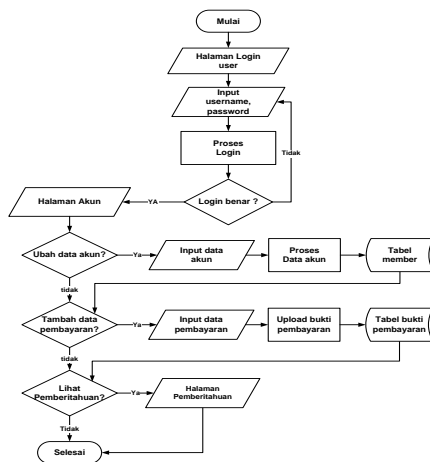 Mulai
Halaman Login
user
Input
username,
password
Proses
Login
Tidak
Login benar ?
YA
Halaman Akun
Ubah data akun?
Ya
Input data
akun
Proses
Data akun
Tabel
member
tidak
Tambah data
pembayaran?
Ya
Input data
pembayaran
Upload bukti
pembayaran
Tabel bukti
pembayaran
tidak
Lihat
Pemberitahuan?
Ya
Halaman
Pemberitahuan
Tidak
Selesai